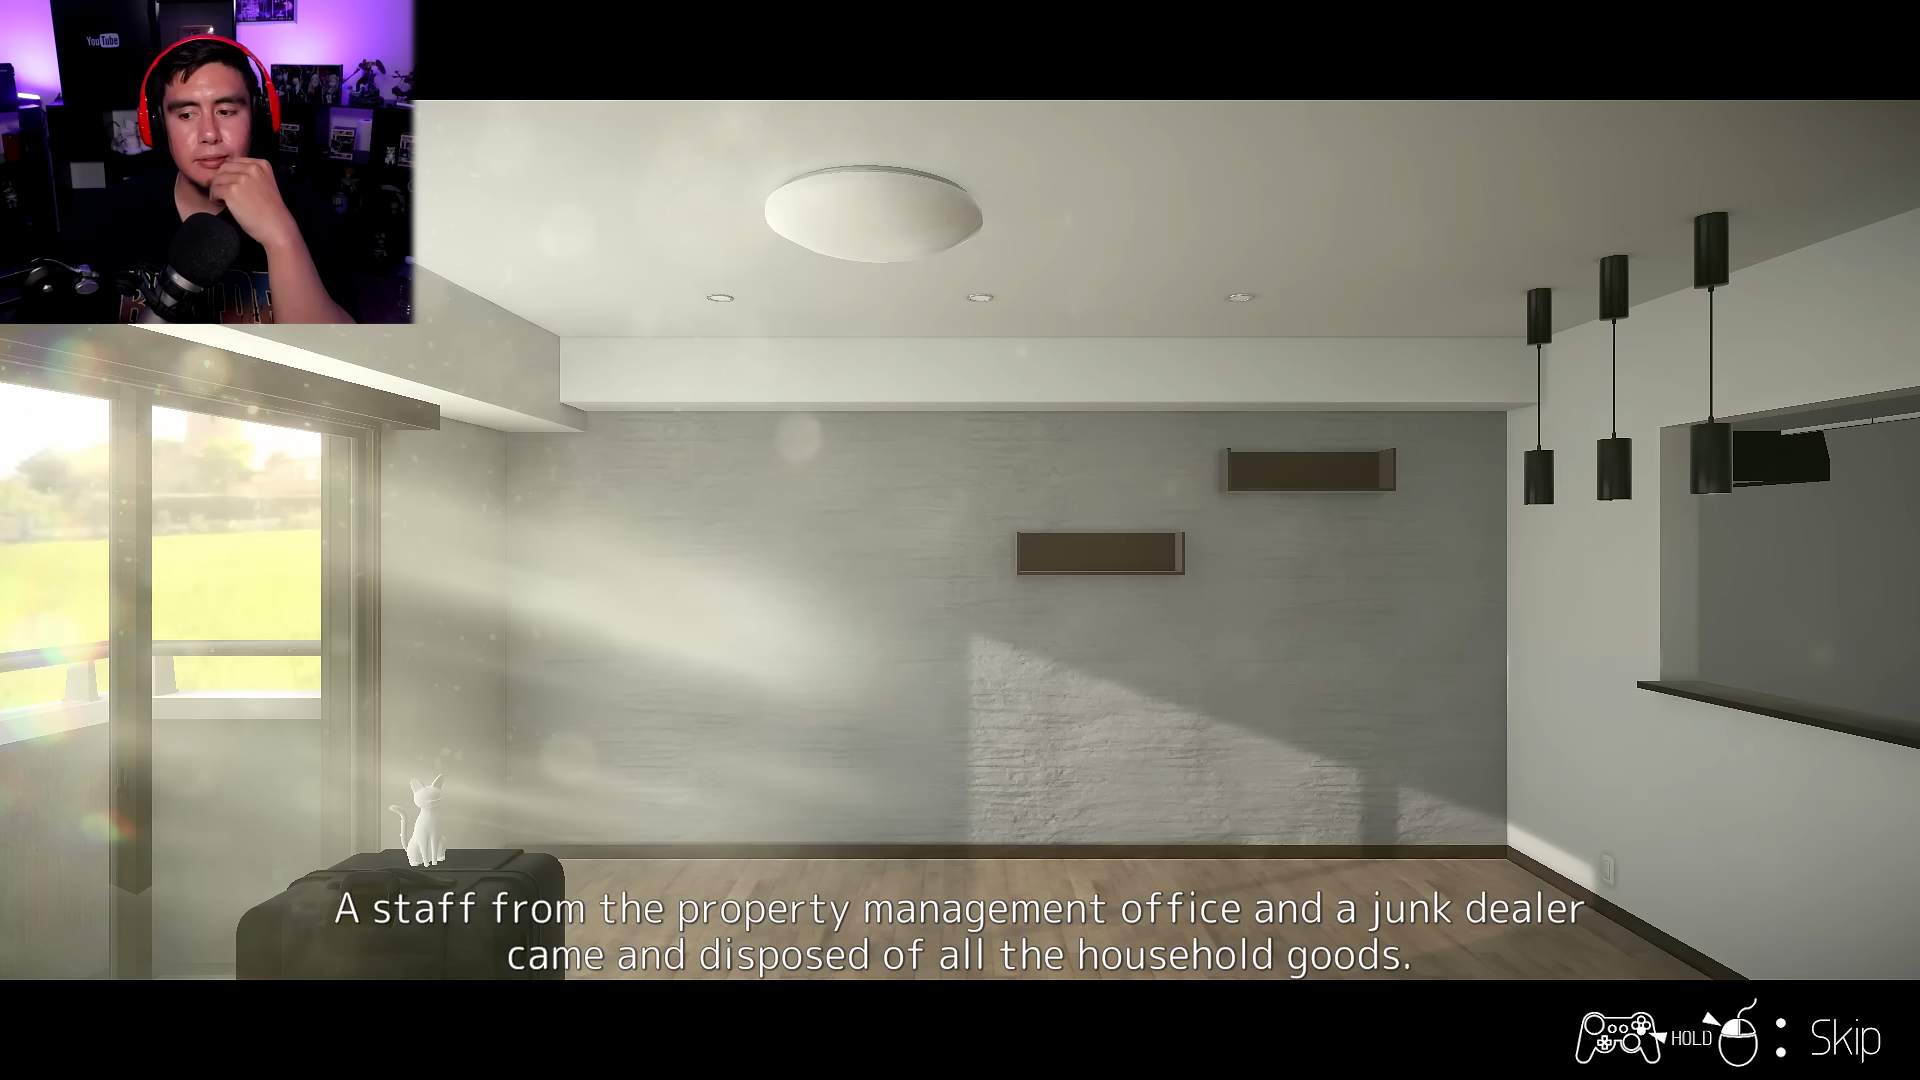 YouTube
A staff from the property management office and a junk dealer
came and disposed of all the household goods.
HOLD : Skip